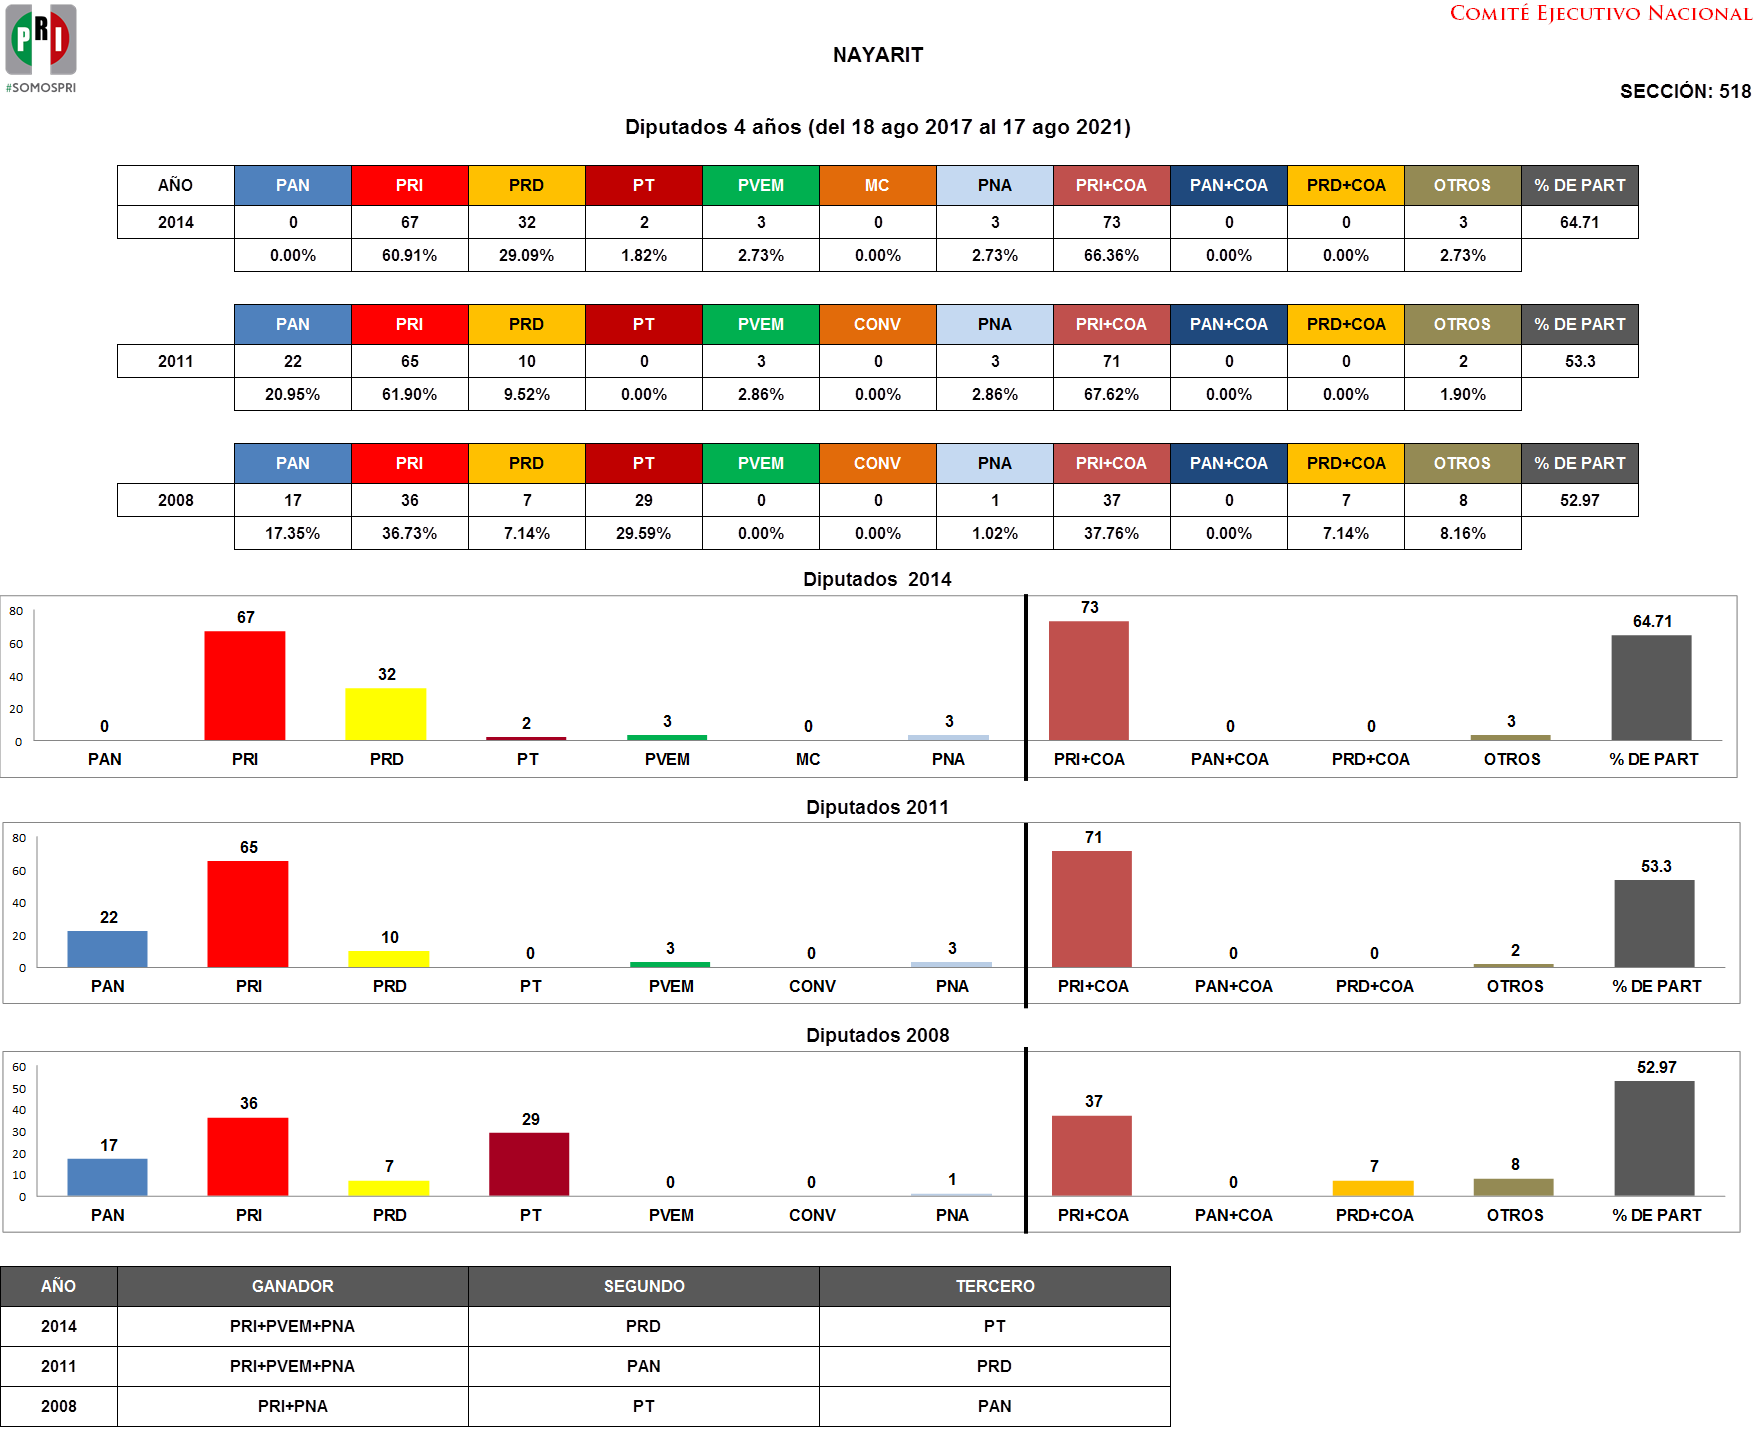 PRI
#SOMOSPRI
COMITÉ EJECUTIVO NACIONAL
NAYARIT
SECCIÓN: 518
Diputados 4 años (del 18 ago 2017 al 17 ago 2021)
AÑO PAN PRI PRD PT PVEM MC PNA PRI+COA PAN+COA PRD+COA OTROS % DE PART
2014 0 67 32 2 3 0 3 73 0 0 3 64.71
0.00% 60.91% 29.09% 1.82% 2.73% 0.00% 2.73% 66.36% 0.00% 0.00% 2.73%
PAN PRI PRD PT PVEM CONV PNA PRI+COA PAN+COA PRD+COA OTROS % DE PART
2011 22 65 10 0 3 0 3 71 0 0 2 53.3
20.95% 61.90% 9.52% 0.00% 2.86% 0.00% 2.86% 67.62% 0.00% 0.00% 1.90%
PAN PRI PRD PT PVEM CONV PNA PRI+COA PAN+COA PRD+COA OTROS % DE PART
2008 17 36 7 29 0 0 1 37 0 7 8 52.97
17.35% 36.73% 7.14% 29.59% 0.00% 0.00% 1.02% 37.76% 0.00% 7.14% 8.16%
Diputados 2014
80
60
40
20
0
0 67 32 2 3 0 3 73 0 0 3 64.71
PAN PRI PRD PT PVEM MC PNA PRI+COA PAN+COA PRD+COA OTROS % DE PART
Diputados 2011
80
60
40
20
0
22 65 10 0 3 0 3 71 0 0 2 53.3
PAN PRI PRD PT PVEM CONV PNA PRI+COA PAN+COA PRD+COA OTROS % DE PART
Diputados 2008
60
50
40
30
20
10
0
17 36 7 29 0 0 1 37 0 7 8 52.97
PAN PRI PRD PT PVEM CONV PNA PRI+COA PAN+COA PRD+COA OTROS % DE PART
AÑO GANADOR SEGUNDO TERCERO
2014 PRI+PVEM+PNA PRD PT
2011 PRI+PVEM+PNA PAN PRD
2008 PRI+PNA PT PAN